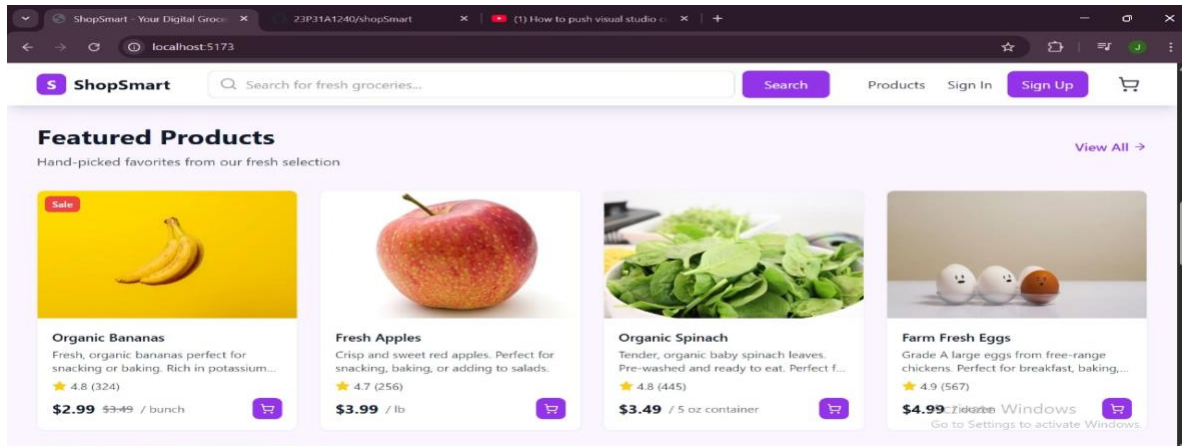 ShopSmart - Your Digital Groce
23P31A1240/shopSmart
(1) How to push visual studio c
localhost:5173
J
S ShopSmart
Search for fresh groceries...
Search
Products
Sign In
Sign Up
Featured Products
Hand-picked favorites from our fresh selection
View All →
Sale
Organic Bananas
Fresh, organic bananas perfect for
snacking or baking. Rich in potassium...
4.8 (324)
$2.99 $3.49 / bunch
Fresh Apples
Crisp and sweet red apples. Perfect for
snacking, baking, or adding to salads.
4.7 (256)
$3.99 / lb
Organic Spinach
Tender, organic baby spinach leaves.
Pre-washed and ready to eat. Perfect f...
4.8 (445)
$3.49 / 5 oz container
Farm Fresh Eggs
Grade A large eggs from free-range
chickens. Perfect for breakfast, baking,...
4.9 (567)
$4.99
Windows
Go to Settings to activate Windows.